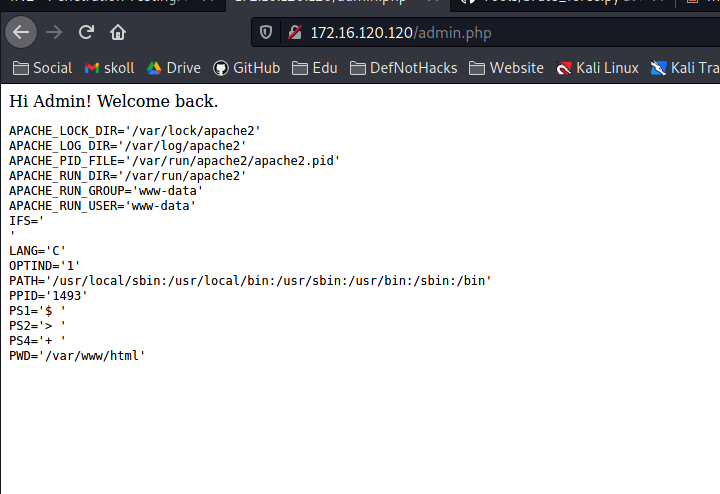 172.16.120.120/admin.php
Social skoll Drive GitHub Edu DefNotHacks Website Kali Linux Kali Tra
Hi Admin! Welcome back.
APACHE_LOCK_DIR='/var/lock/apache2'
APACHE_LOG_DIR='/var/log/apache2'
APACHE_PID_FILE='/var/run/apache2/apache2.pid'
APACHE_RUN_DIR='/var/run/apache2'
APACHE_RUN_GROUP='www-data'
APACHE_RUN_USER='www-data'
IFS='
'
LANG='C'
OPTIND='1'
PATH='/usr/local/sbin:/usr/local/bin:/usr/sbin:/usr/bin:/sbin:/bin'
PPID='1493'
PS1='$ '
PS2='> '
PS4='+ '
PWD='/var/www/html'